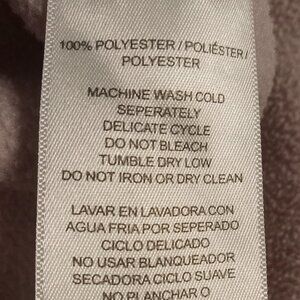 100% POLYESTER / POLIÉSTER /
POLYESTER
MACHINE WASH COLD
SEPERATELY
DELICATE CYCLE
DO NOT BLEACH
TUMBLE DRY LOW
DO NOT IRON OR DRY CLEAN
LAVAR EN LAVADORA CON
AGUA FRIA POR SEPERADO
CICLO DELICADO
NO USAR BLANQUEADOR
SECADORA CICLO SUAVE
NO PLANCHAR O